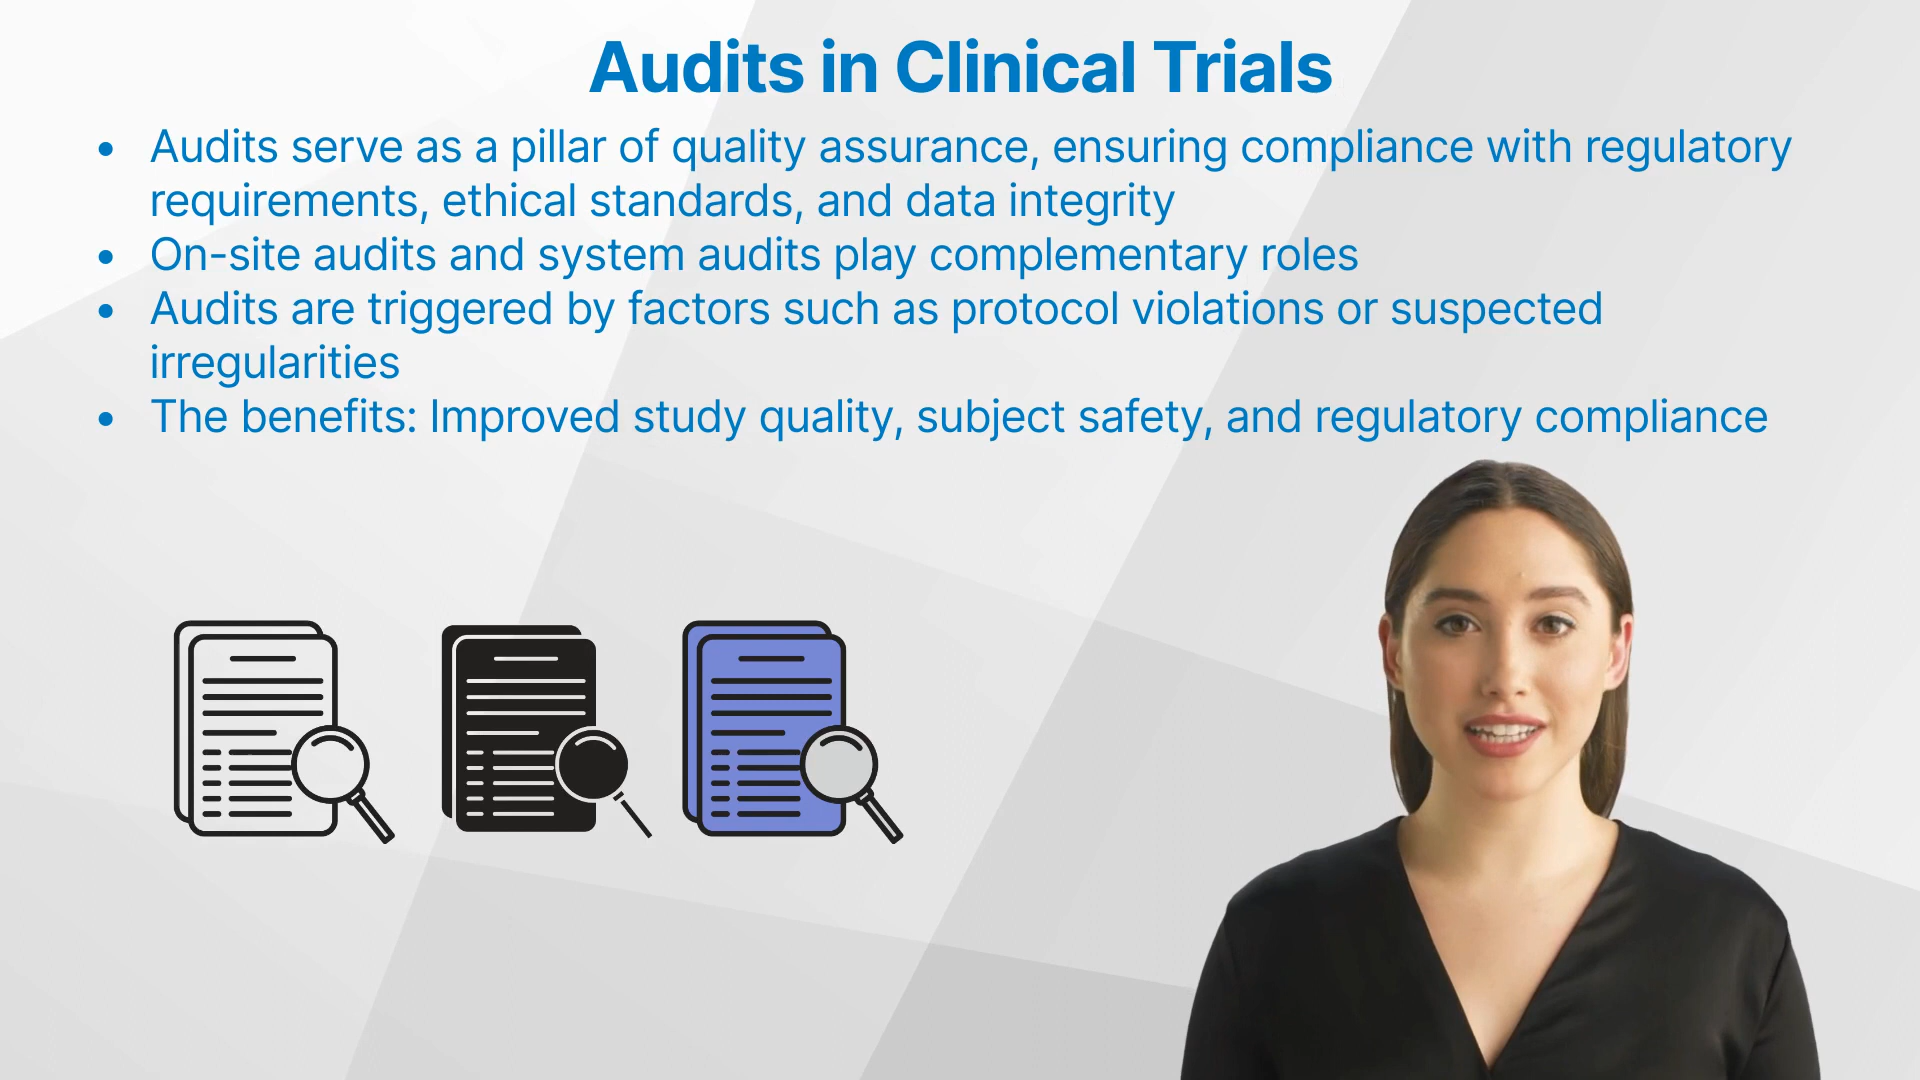 Audits in Clinical Trials
• Audits serve as a pillar of quality assurance, ensuring compliance with regulatory
requirements, ethical standards, and data integrity
• On-site audits and system audits play complementary roles
• Audits are triggered by factors such as protocol violations or suspected
irregularities
• The benefits: Improved study quality, subject safety, and regulatory compliance